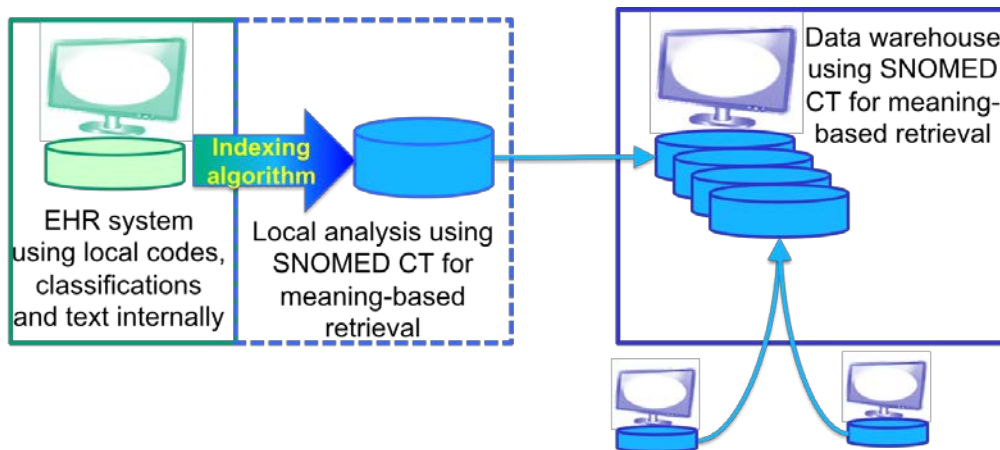 EHR system
using local codes,
classifications
and text internally
Indexing
algorithm
Local analysis using
SNOMED CT for
meaning-based
retrieval
Data warehouse
using SNOMED
CT for meaning-
based retrieval